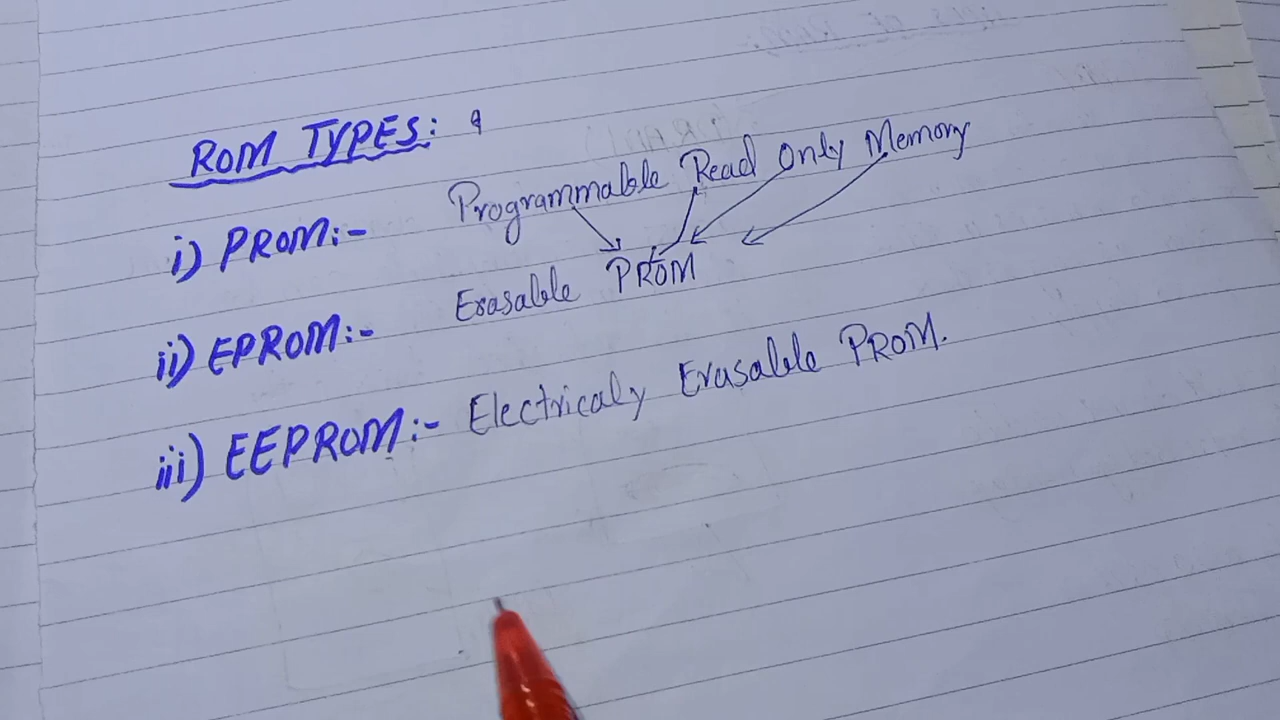 ROM TYPES:
i) PROM:- Programmable Read Only Memory
ii) EPROM:- Erasable PROM
iii) EEPROM:- Electricaly Erasable PROM.